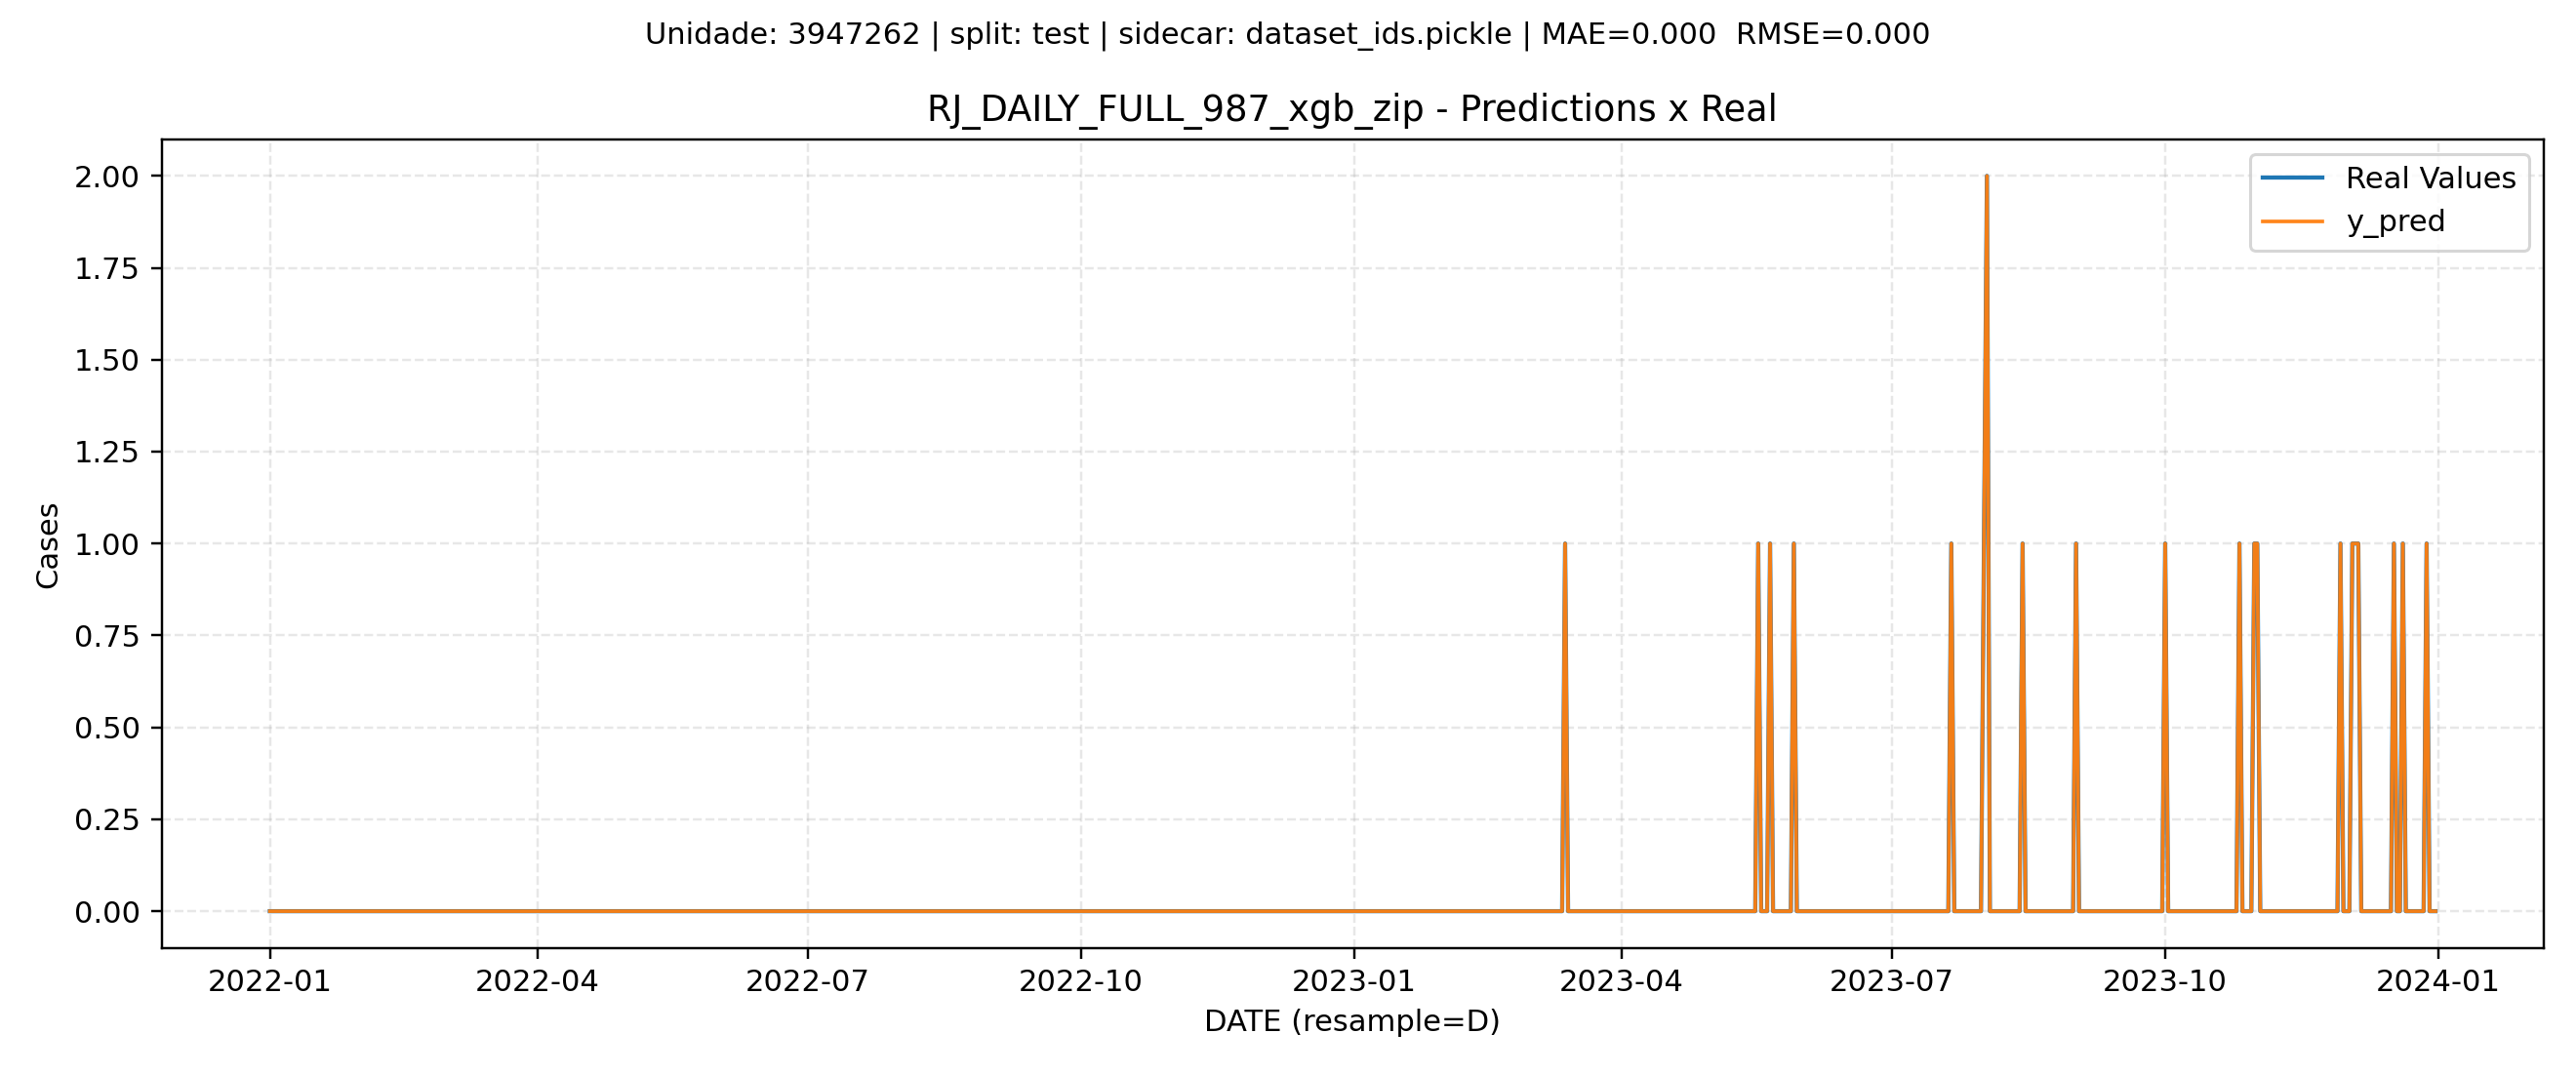 Unidade: 3947262 | split: test | sidecar: dataset_ids.pickle | MAE=0.000  RMSE=0.000
RJ_DAILY_FULL_987_xgb_zip - Predictions x Real
Real Values
y_pred
2.00
1.75
1.50
1.25
1.00
0.75
0.50
0.25
0.00
Cases
2022-01 2022-04 2022-07 2022-10 2023-01 2023-04 2023-07 2023-10 2024-01
DATE (resample=D)